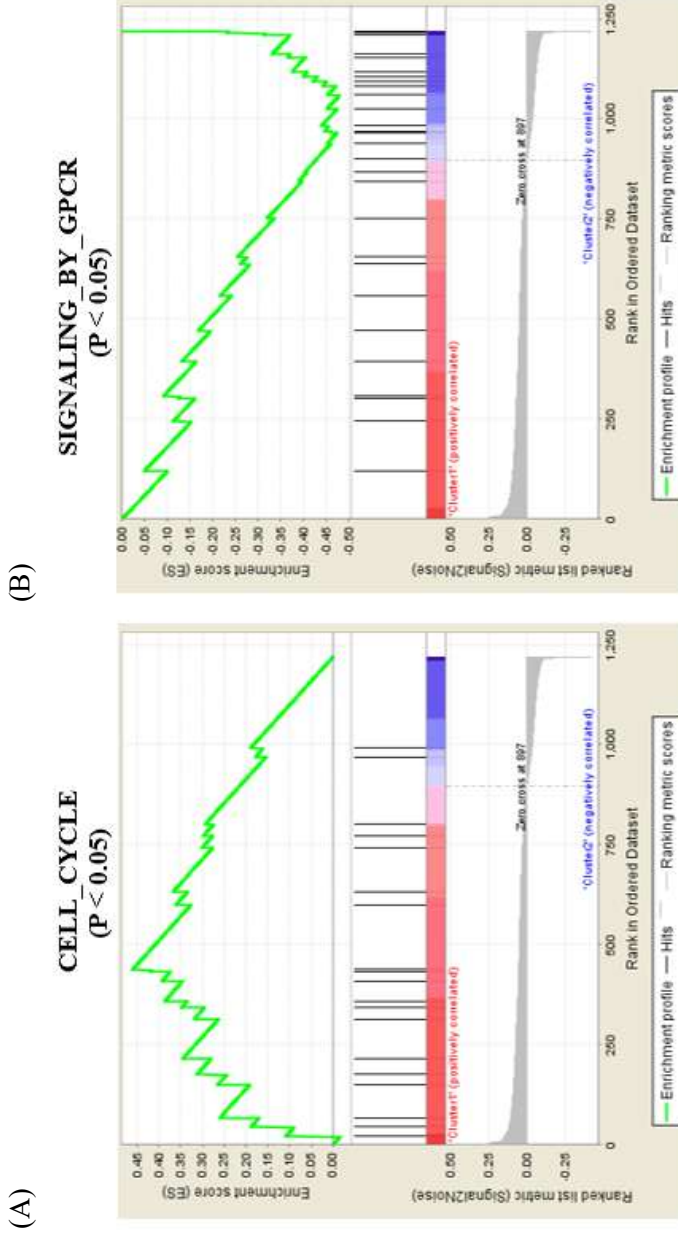 (A)
CELL_CYCLE
(P < 0.05)
Enrichment score (ES)
0.45
0.40
0.35
0.30
0.25
0.20
0.15
0.10
0.05
0.00
"Cluster1" (positively correlated)
Ranked list metric (Signal2Noise)
0.50
0.25
0.00
-0.25
Zero cross at 897
"Cluster2" (negatively correlated)
0 250 500 750 1,000 1,250
Rank in Ordered Dataset
Enrichment profile Hits Ranking metric scores
(B)
SIGNALING_BY_GPCR
(P < 0.05)
Enrichment score (ES)
0.00
-0.05
-0.10
-0.15
-0.20
-0.25
-0.30
-0.35
-0.40
-0.45
-0.50
"Cluster1" (positively correlated)
Ranked list metric (Signal2Noise)
0.50
0.25
0.00
-0.25
Zero cross at 897
"Cluster2" (negatively correlated)
0 250 500 750 1,000 1,250
Rank in Ordered Dataset
Enrichment profile Hits Ranking metric scores